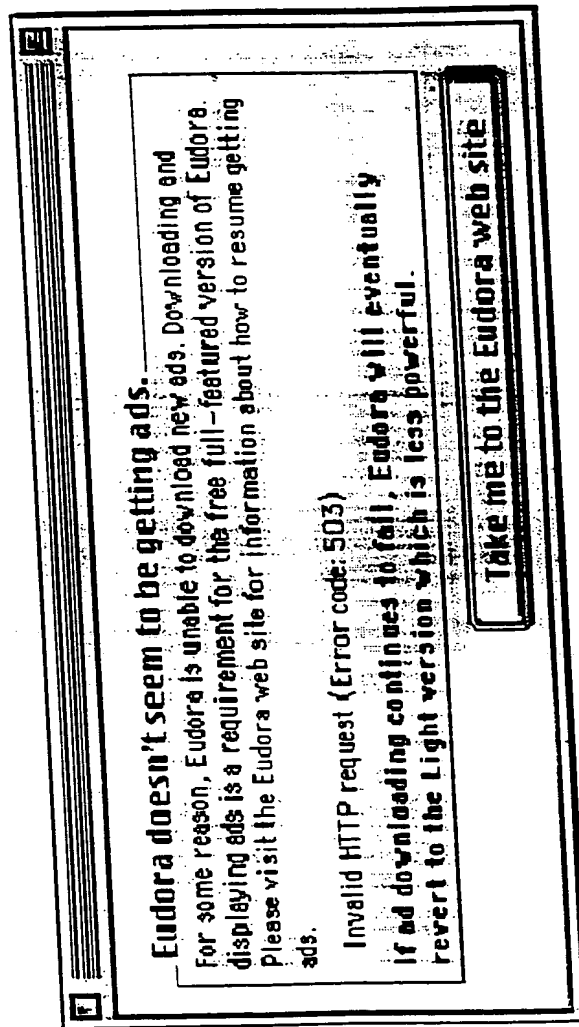 Eudora doesn't seem to be getting ads.
For some reason, Eudora is unable to download new ads. Downloading and
displaying ads is a requirement for the free full-featured version of Eudora.
Please visit the Eudora web site for information about how to resume getting
ads.
Invalid HTTP request (Error code: 503)
If ad downloading continues to fail, Eudora will eventually
revert to the Light version which is less powerful.
Take me to the Eudora web site